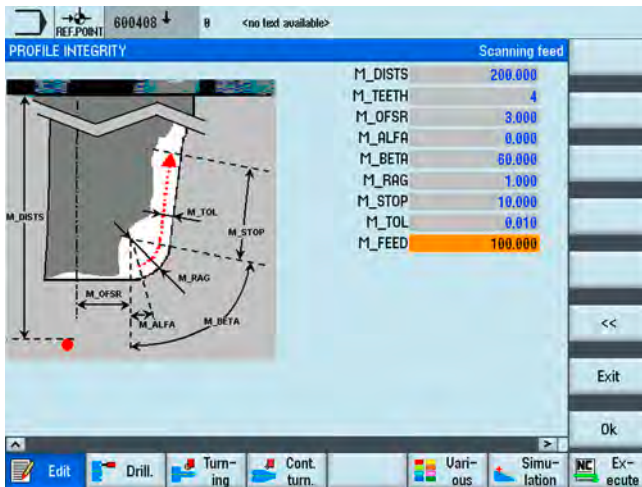 REF.POINT
600408
8
<no text available>
PROFILE INTEGRITY
Scanning feed
M_DISTS 200.000
M_TEETH 4
M_OFSR 3.000
M_ALFA 0.000
M_BETA 60.000
M_RAG 1.000
M_STOP 10.000
M_TOL 0.010
M_FEED 100.000
M_DISTS
M_TOL
M_STOP
M_RAG
M_OFSR
M_ALFA
M_BETA
<<
Exit
Ok
Edit
Drill.
Turn-
ing
Cont.
turn.
Vari-
ous
Simu-
lation
NC
Ex-
ecute